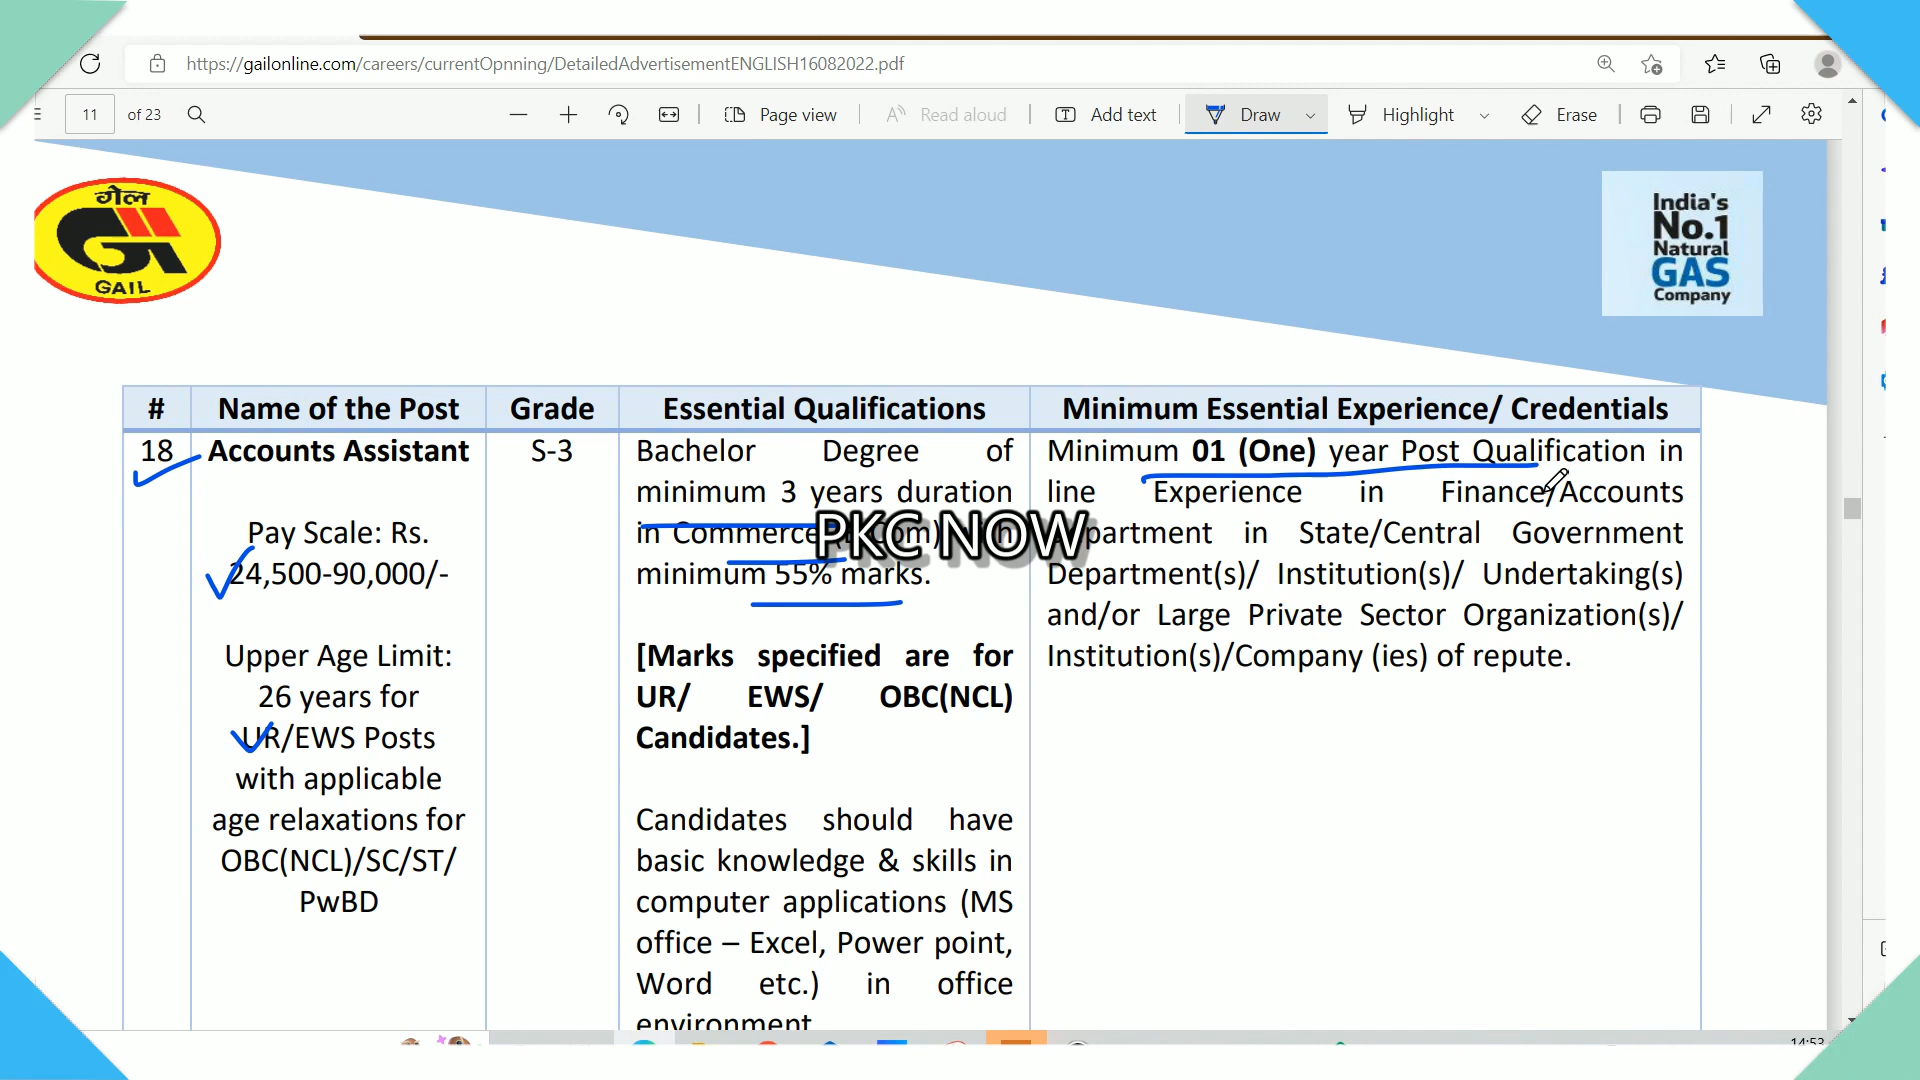 https://gailonline.com/careers/currentOpnning/DetailedAdvertisementENGLISH16082022.pdf
11 of 23 Page view Read aloud Add text Draw Highlight Erase
गेल
GAIL
India's
No.1
Natural
GAS
Company
# Name of the Post Grade Essential Qualifications Minimum Essential Experience/ Credentials
18 Accounts Assistant
Pay Scale: Rs.
24,500-90,000/-
Upper Age Limit:
26 years for
UR/EWS Posts
with applicable
age relaxations for
OBC(NCL)/SC/ST/
PwBD
S-3
Bachelor Degree of
minimum 3 years duration
in Commerce
minimum 55% marks.
[Marks specified are for
UR/ EWS/ OBC(NCL)
Candidates.]
Candidates should have
basic knowledge & skills in
computer applications (MS
office – Excel, Power point,
Word etc.) in office
environment
Minimum 01 (One) year Post Qualification in
line Experience in Finance/Accounts
Department in State/Central Government
Department(s)/ Institution(s)/ Undertaking(s)
and/or Large Private Sector Organization(s)/
Institution(s)/Company (ies) of repute.
PKC NOW
14:53